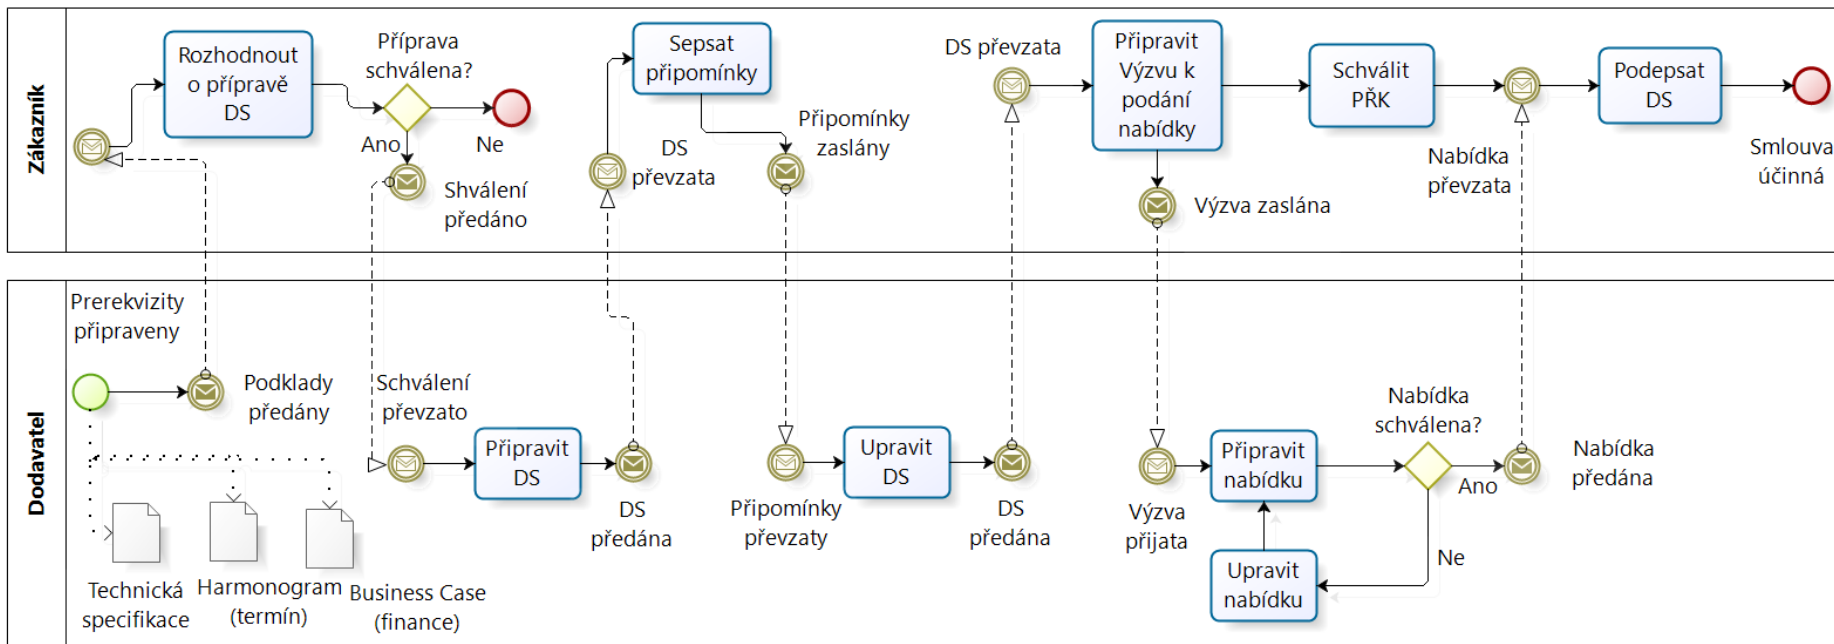 Zákazník
Rozhodnout
o přípravě
DS
Příprava
schválena?
Ano
Ne
Shválení
předáno
Sepsat
připomínky
DS
převzata
Připomínky
zaslány
DS převzata
Připravit
Výzvu k
podání
nabídky
Výzva zaslána
Schválit
PŘK
Nabídka
převzata
Podepsat
DS
Smlouva
účinná
Dodavatel
Prerekvizity
připraveny
Podklady
předány
Technická
specifikace
Harmonogram
(termín)
Business Case
(finance)
Schválení
převzato
Připravit
DS
DS
předána
Připomínky
převzaty
Upravit
DS
DS
předána
Výzva
přijata
Připravit
nabídku
Nabídka
schválena?
Ano
Ne
Upravit
nabídku
Nabídka
předána